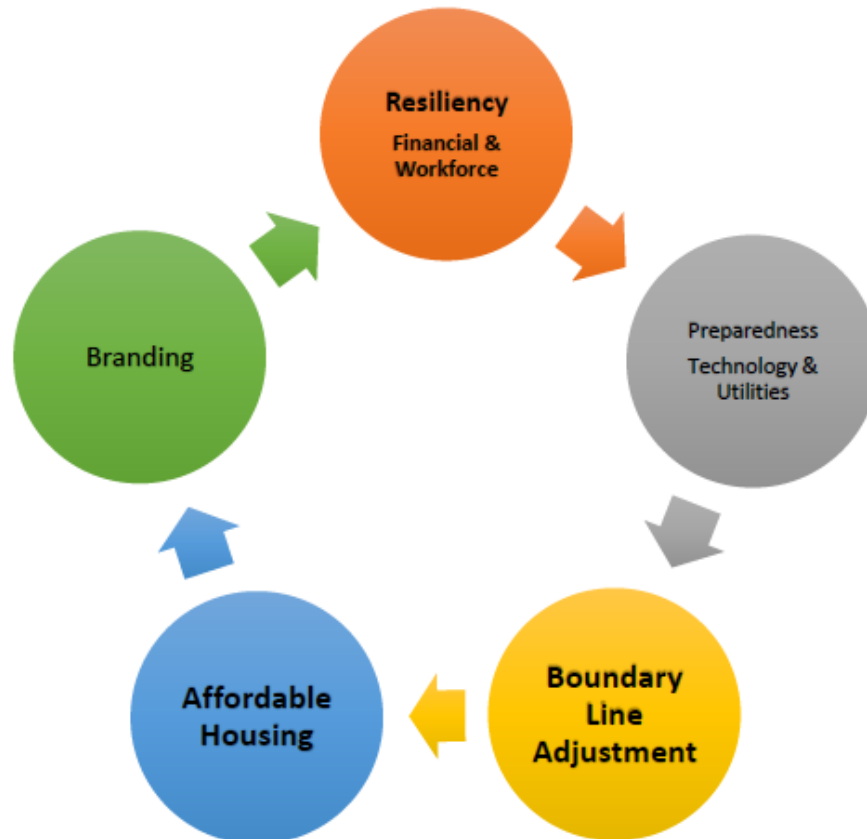 Resiliency
Financial &
Workforce
Preparedness
Technology &
Utilities
Boundary
Line
Adjustment
Affordable
Housing
Branding